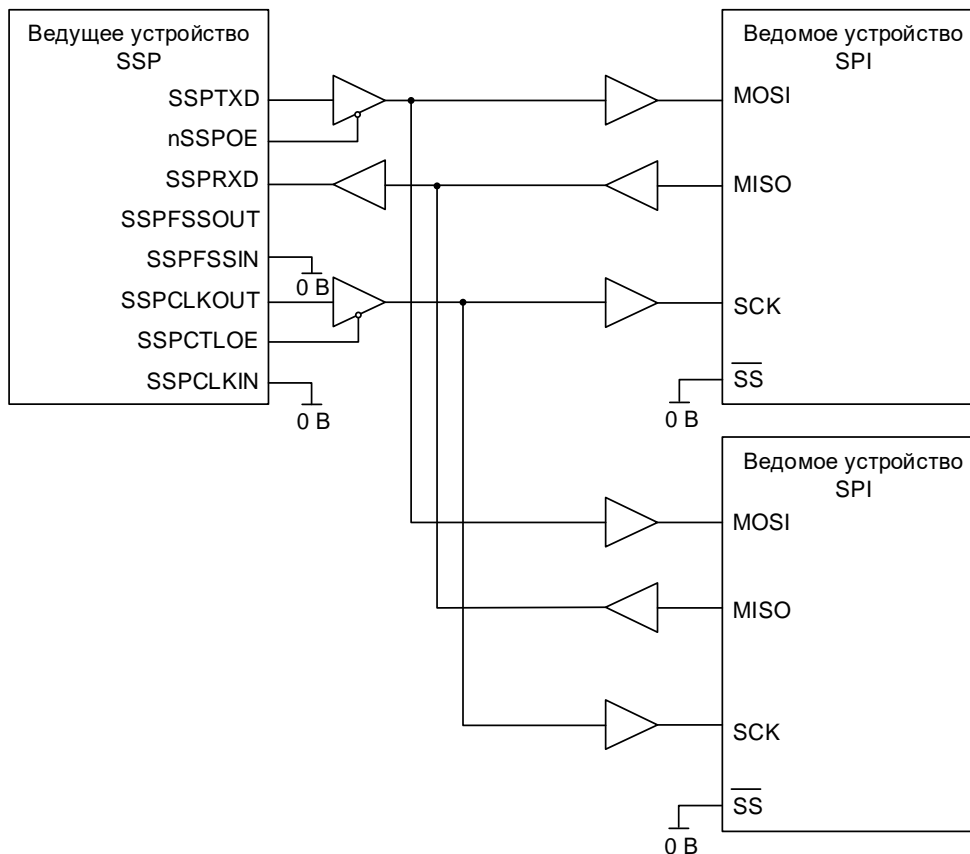 Ведущее устройство
SSP
SSPTXD
nSSPOE
SSPRXD
SSPFSSOUT
SSPFSSIN
0 В
SSPCLKOUT
SSPCTLOE
SSPCLKIN
0 В
Ведомое устройство
SPI
MOSI
MISO
SCK
SS
0 В
Ведомое устройство
SPI
MOSI
MISO
SCK
SS
0 В